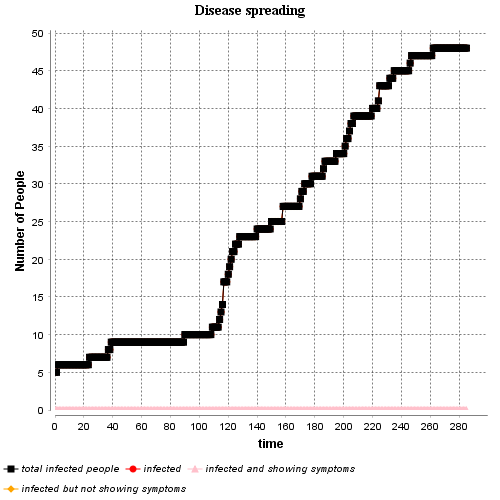 Disease spreading
Number of People
50
45
40
35
30
25
20
15
10
5
0
0 20 40 60 80 100 120 140 160 180 200 220 240 260 280
time
total infected people infected infected and showing symptoms
infected but not showing symptoms